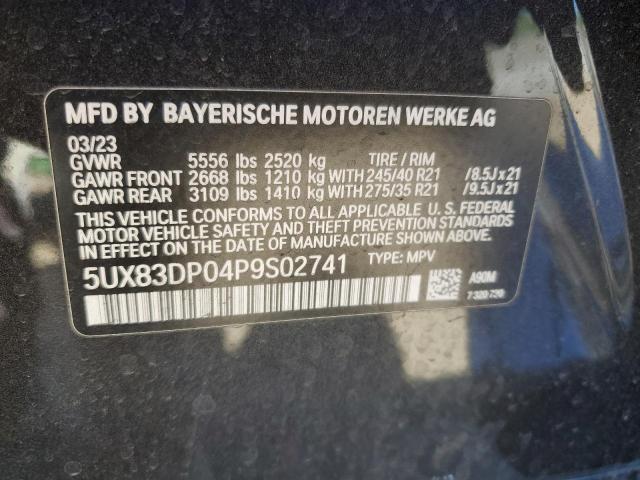 MFD BY BAYERISCHE MOTOREN WERKE AG
03/23
GVWR 5556 lbs 2520 kg TIRE / RIM
GAWR FRONT 2668 lbs 1210 kg WITH 245/40 R21 /8.5J x 21
GAWR REAR 3109 lbs 1410 kg WITH 275/35 R21 /9.5J x 21
THIS VEHICLE CONFORMS TO ALL APPLICABLE U. S. FEDERAL
MOTOR VEHICLE SAFETY AND THEFT PREVENTION STANDARDS
IN EFFECT ON THE DATE OF MANUFACTURE SHOWN ABOVE.
5UX83DP04P9S02741 TYPE: MPV
A90M
7320790